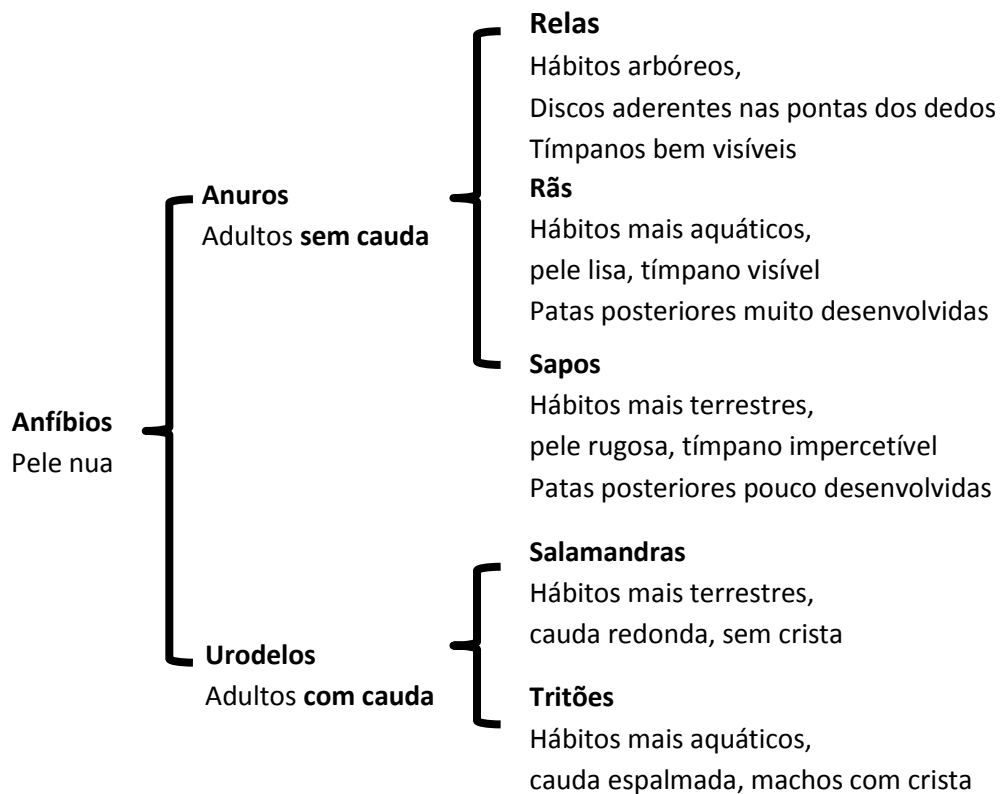 Relas
Hábitos arbóreos,
Discos aderentes nas pontas dos dedos
Tímpanos bem visíveis
Anuros
Adultos sem cauda
Rãs
Hábitos mais aquáticos,
pele lisa, tímpano visível
Patas posteriores muito desenvolvidas
Sapos
Hábitos mais terrestres,
pele rugosa, tímpano impercetível
Patas posteriores pouco desenvolvidas
Anfíbios
Pele nua
Salamandras
Hábitos mais terrestres,
cauda redonda, sem crista
Urodelos
Adultos com cauda
Tritões
Hábitos mais aquáticos,
cauda espalmada, machos com crista